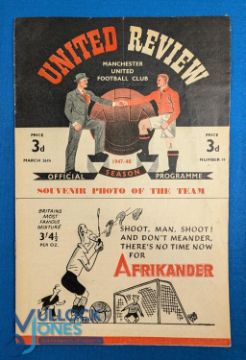 UNITED REVIEW
MANCHESTER
UNITED
FOOTBALL CLUB
PRICE
3d
MARCH 26th
PRICE
3d
NUMBER 19
1947-48
SEASON
OFFICIAL PROGRAMME
SOUVENIR PHOTO OF THE TEAM
BRITAINS
MOST
FAMOUS
MIXTURE
3'4½
PER OZ.
SHOOT, MAN, SHOOT!
AND DON'T MEANDER,
THERE'S NO TIME NOW
FOR
AFRIKANDER
MULLOCK
JONES